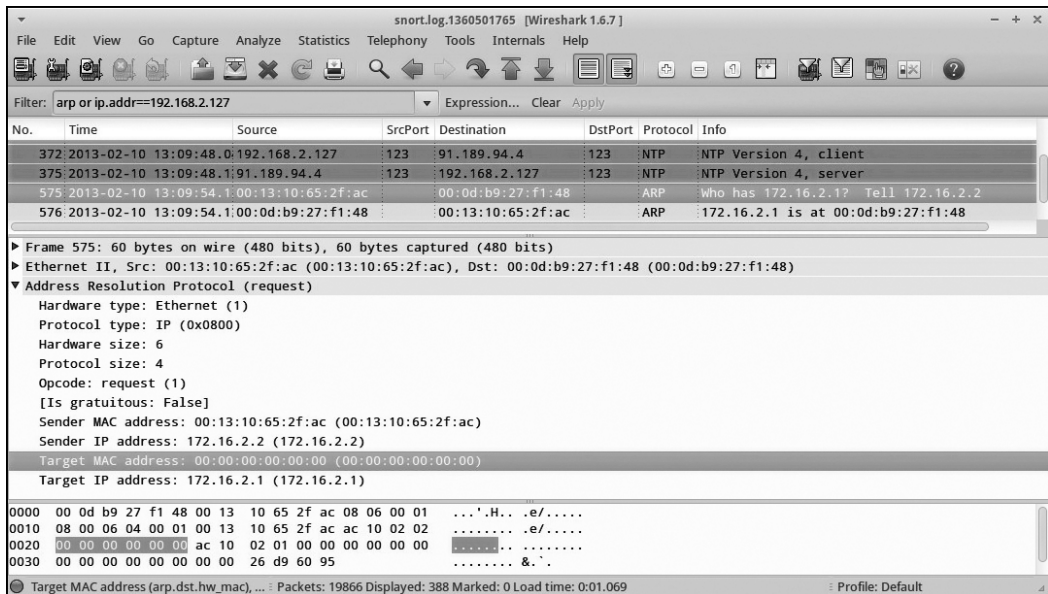 snort.log.1360501765 [Wireshark 1.6.7 ]
File Edit View Go Capture Analyze Statistics Telephony Tools Internals Help
Filter: arp or ip.addr==192.168.2.127 Expression... Clear Apply
No. Time Source SrcPort Destination DstPort Protocol Info
372 2013-02-10 13:09:48.0 192.168.2.127 123 91.189.94.4 123 NTP NTP Version 4, client
375 2013-02-10 13:09:48.1 91.189.94.4 123 192.168.2.127 123 NTP NTP Version 4, server
575 2013-02-10 13:09:54.1 00:13:10:65:2f:ac 00:0d:b9:27:f1:48 ARP Who has 172.16.2.1? Tell 172.16.2.2
576 2013-02-10 13:09:54.1 00:0d:b9:27:f1:48 00:13:10:65:2f:ac ARP 172.16.2.1 is at 00:0d:b9:27:f1:48
Frame 575: 60 bytes on wire (480 bits), 60 bytes captured (480 bits)
Ethernet II, Src: 00:13:10:65:2f:ac (00:13:10:65:2f:ac), Dst: 00:0d:b9:27:f1:48 (00:0d:b9:27:f1:48)
Address Resolution Protocol (request)
Hardware type: Ethernet (1)
Protocol type: IP (0x0800)
Hardware size: 6
Protocol size: 4
Opcode: request (1)
[Is gratuitous: False]
Sender MAC address: 00:13:10:65:2f:ac (00:13:10:65:2f:ac)
Sender IP address: 172.16.2.2 (172.16.2.2)
Target MAC address: 00:00:00:00:00:00 (00:00:00:00:00:00)
Target IP address: 172.16.2.1 (172.16.2.1)
0000 00 0d b9 27 f1 48 00 13 10 65 2f ac 08 06 00 01 ...'.H.. .e/.....
0010 08 00 06 04 00 01 00 13 10 65 2f ac ac 10 02 02 ........ .e/.....
0020 00 00 00 00 00 00 ac 10 02 01 00 00 00 00 00 00 ........ ........
0030 00 00 00 00 00 00 00 00 26 d9 60 95 ........ &.`.
Target MAC address (arp.dst.hw_mac), ... Packets: 19866 Displayed: 388 Marked: 0 Load time: 0:01.069 Profile: Default